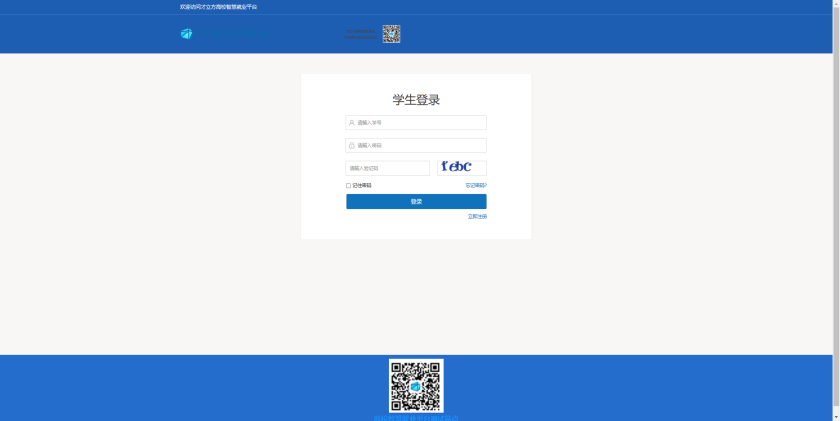 欢迎访问才立方高校智慧就业平台
学生登录
请输入学号
请输入密码
请输入验证码
1ebc
记住密码
忘记密码?
登录
立即注册